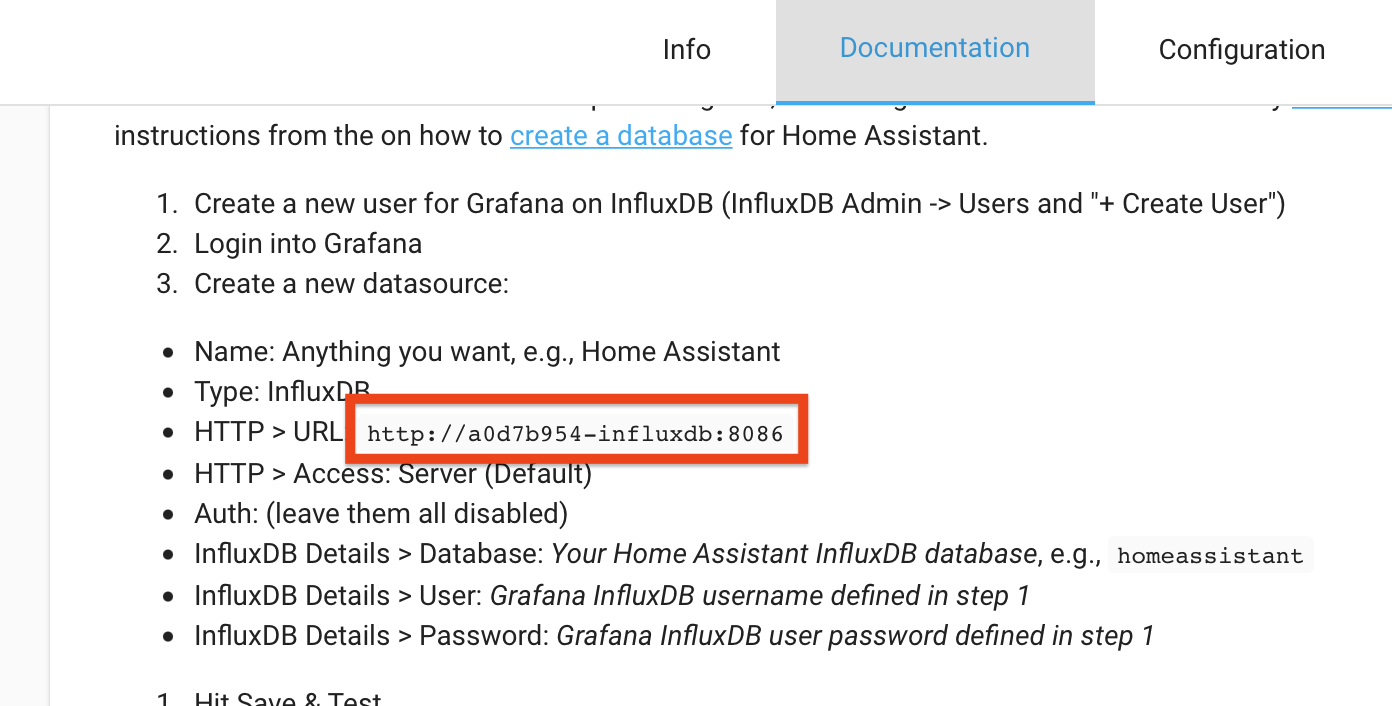 Info
Documentation
Configuration
instructions from the on how to create a database for Home Assistant.
1. Create a new user for Grafana on InfluxDB (InfluxDB Admin -> Users and "+ Create User")
2. Login into Grafana
3. Create a new datasource:
• Name: Anything you want, e.g., Home Assistant
• Type: InfluxDB
• HTTP > URL http://a0d7b954-influxdb:8086
• HTTP > Access: Server (Default)
• Auth: (leave them all disabled)
• InfluxDB Details > Database: Your Home Assistant InfluxDB database, e.g., homeassistant
• InfluxDB Details > User: Grafana InfluxDB username defined in step 1
• InfluxDB Details > Password: Grafana InfluxDB user password defined in step 1
1. Hit Save & Test